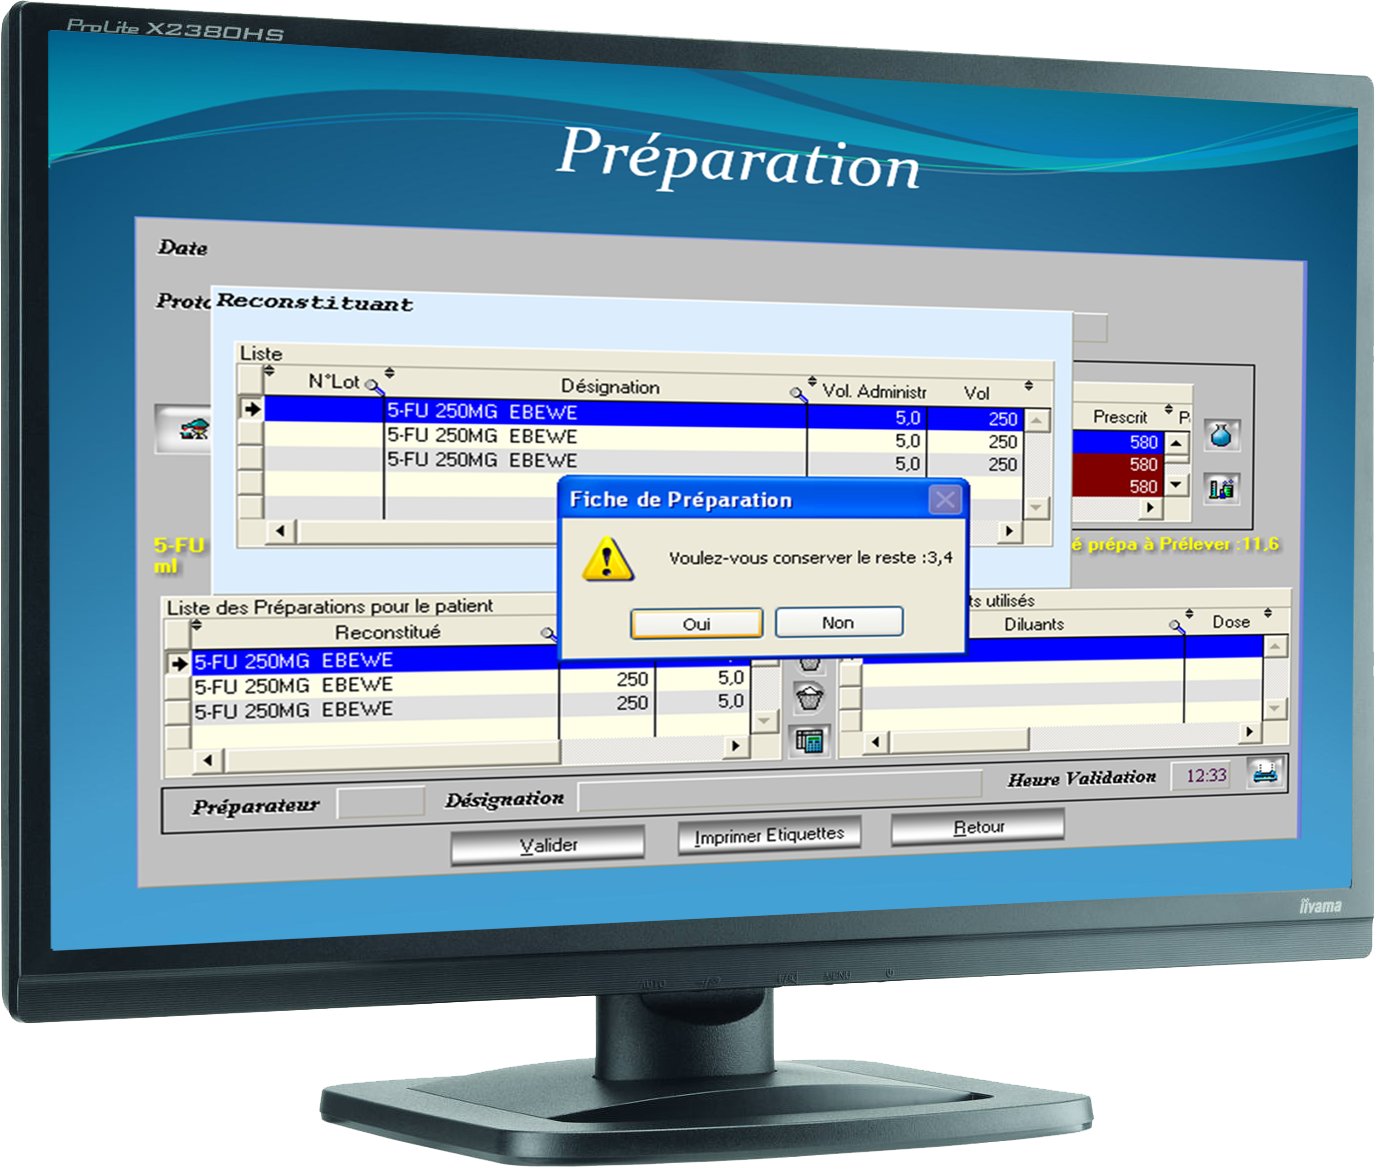 ProLite X2380HS
Préparation
Date
Proto
Reconstituant
Liste
N°Lot Désignation Vol. Administr Vol
5-FU 250MG EBEWE 5,0 250
5-FU 250MG EBEWE 5,0 250
5-FU 250MG EBEWE 5,0 250
Prescrit P
580
580
580
5-FU
ml
é prépa à Prélever :11,6
Fiche de Préparation
Voulez-vous conserver le reste :3,4
Oui Non
Liste des Préparations pour le patient
Reconstitué
5-FU 250MG EBEWE
5-FU 250MG EBEWE 250 5,0
5-FU 250MG EBEWE 250 5,0
ts utilisés
Diluants Dose
Préparateur Désignation Heure Validation 12:33
Valider Imprimer Etiquettes Retour
iiyama
AUTO MENU